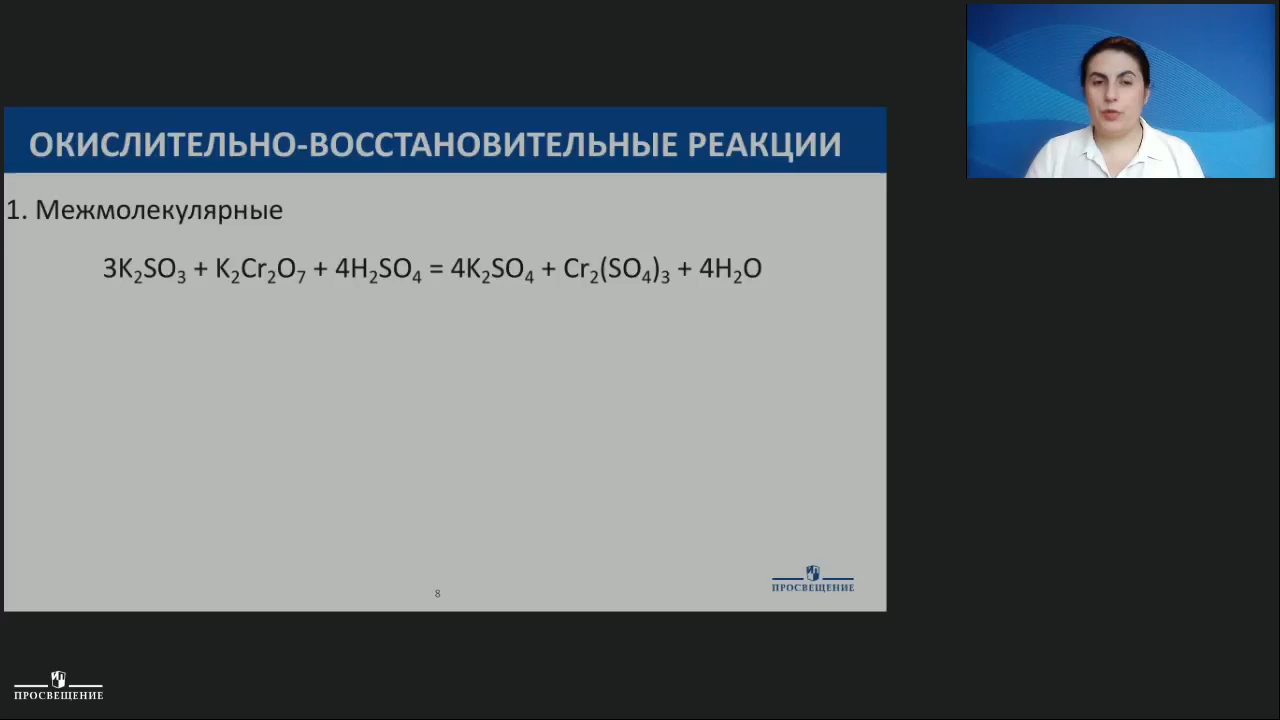 ОКИСЛИТЕЛЬНО-ВОССТАНОВИТЕЛЬНЫЕ РЕАКЦИИ
1. Межмолекулярные
3K₂SO₃ + K₂Cr₂O₇ + 4H₂SO₄ = 4K₂SO₄ + Cr₂(SO₄)₃ + 4H₂O
ПРОСВЕЩЕНИЕ
8
ПРОСВЕЩЕНИЕ